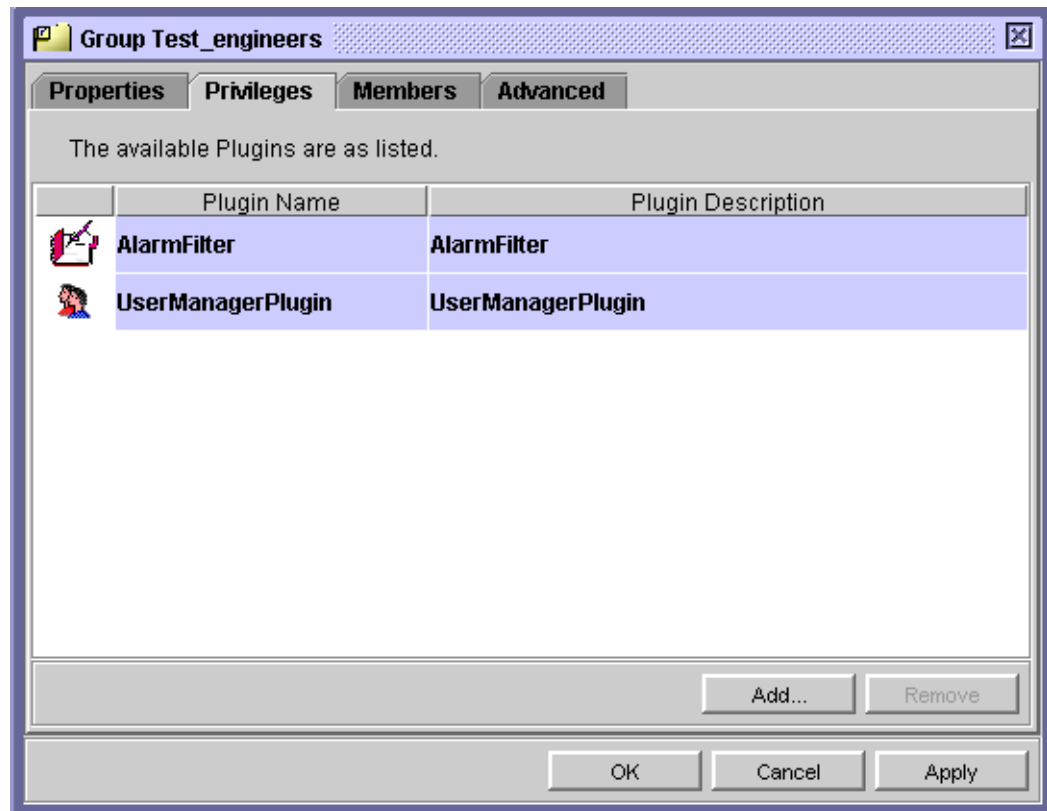 Group Test_engineers
Properties Privileges Members Advanced
The available Plugins are as listed.
Plugin Name Plugin Description
AlarmFilter AlarmFilter
UserManagerPlugin UserManagerPlugin
Add... Remove
OK Cancel Apply